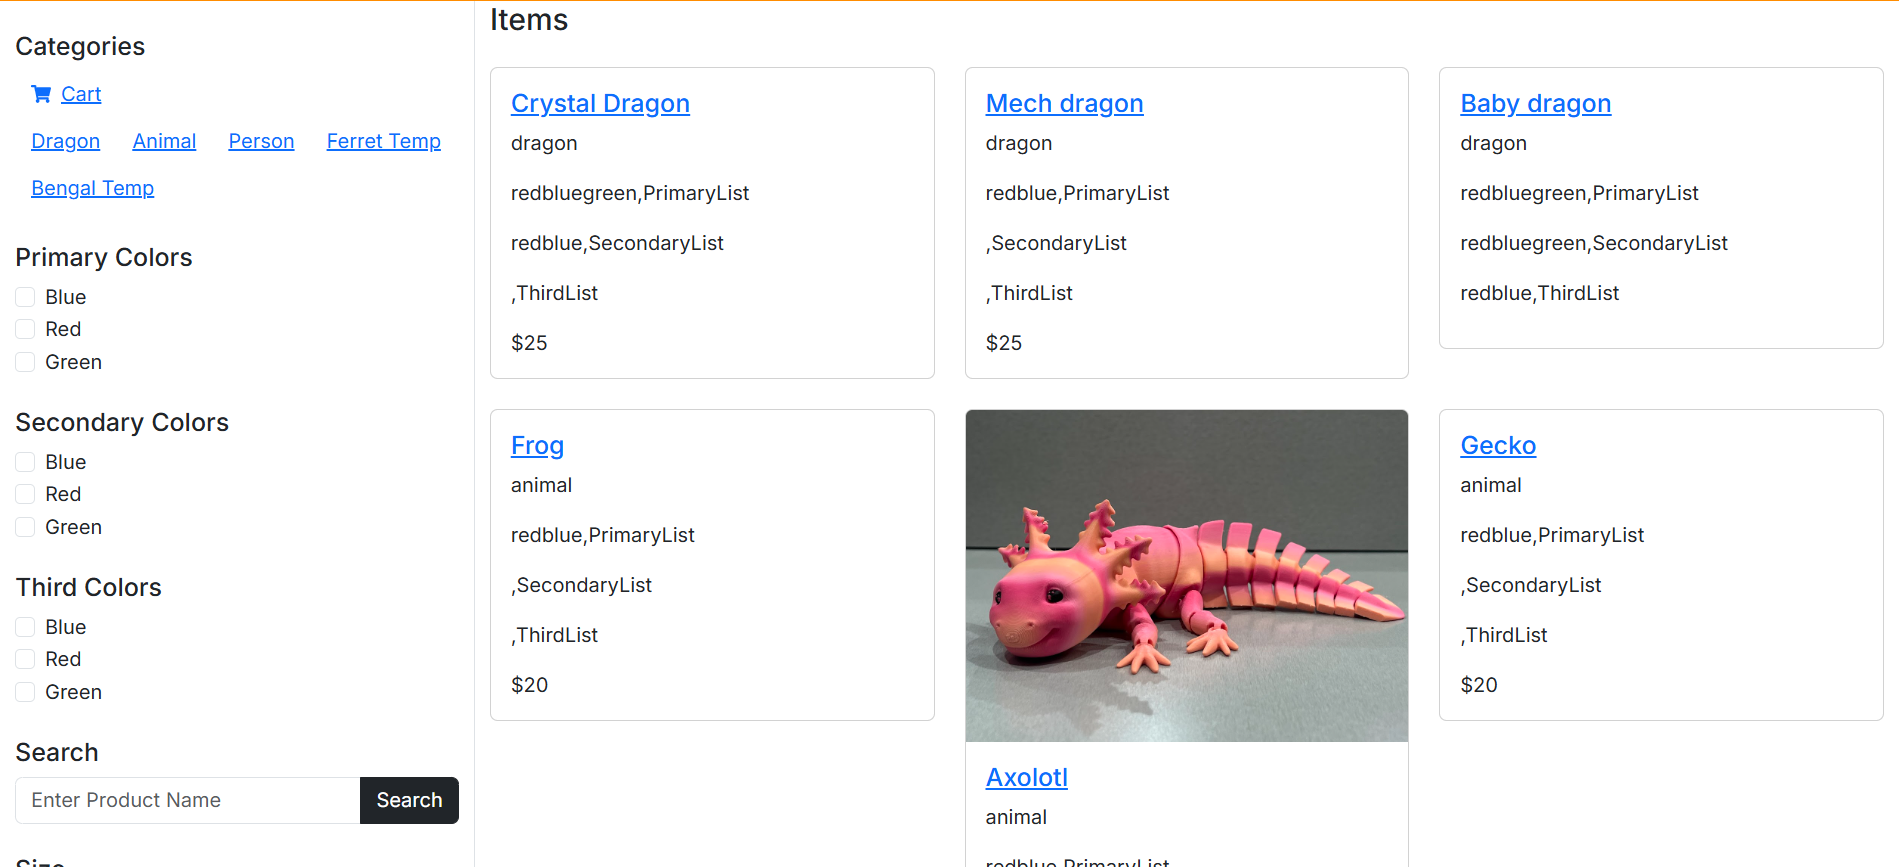 Categories
Cart
Dragon Animal Person Ferret Temp
Bengal Temp
Primary Colors
Blue
Red
Green
Secondary Colors
Blue
Red
Green
Third Colors
Blue
Red
Green
Search
Enter Product Name Search
Size
Items
Crystal Dragon
dragon
redbluegreen,PrimaryList
redblue,SecondaryList
,ThirdList
$25
Mech dragon
dragon
redblue,PrimaryList
,SecondaryList
,ThirdList
$25
Baby dragon
dragon
redbluegreen,PrimaryList
redbluegreen,SecondaryList
redblue,ThirdList
Frog
animal
redblue,PrimaryList
,SecondaryList
,ThirdList
$20
Axolotl
animal
redblue,PrimaryList
Gecko
animal
redblue,PrimaryList
,SecondaryList
,ThirdList
$20